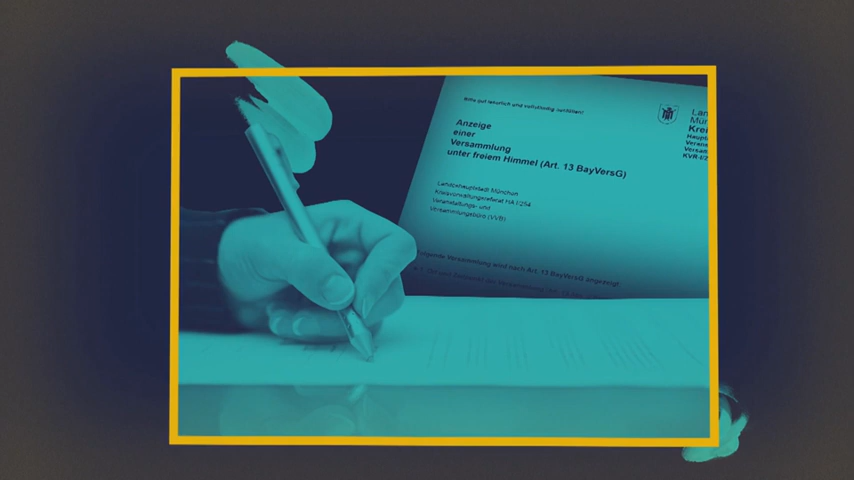 Bitte gut leserlich und vollständig ausfüllen!
Anzeige
einer
Versammlung
unter freiem Himmel (Art. 13 BayVersG)
Landeshauptstadt München
Kreisverwaltungsreferat HA I/254
Veranstaltungs- und
Versammlungsbüro (VVB)
Lan
Mün
Krei
Haupt
Verans
Versam
KVR-I/2
Folgende Versammlung wird nach Art. 13 BayVersG angezeigt